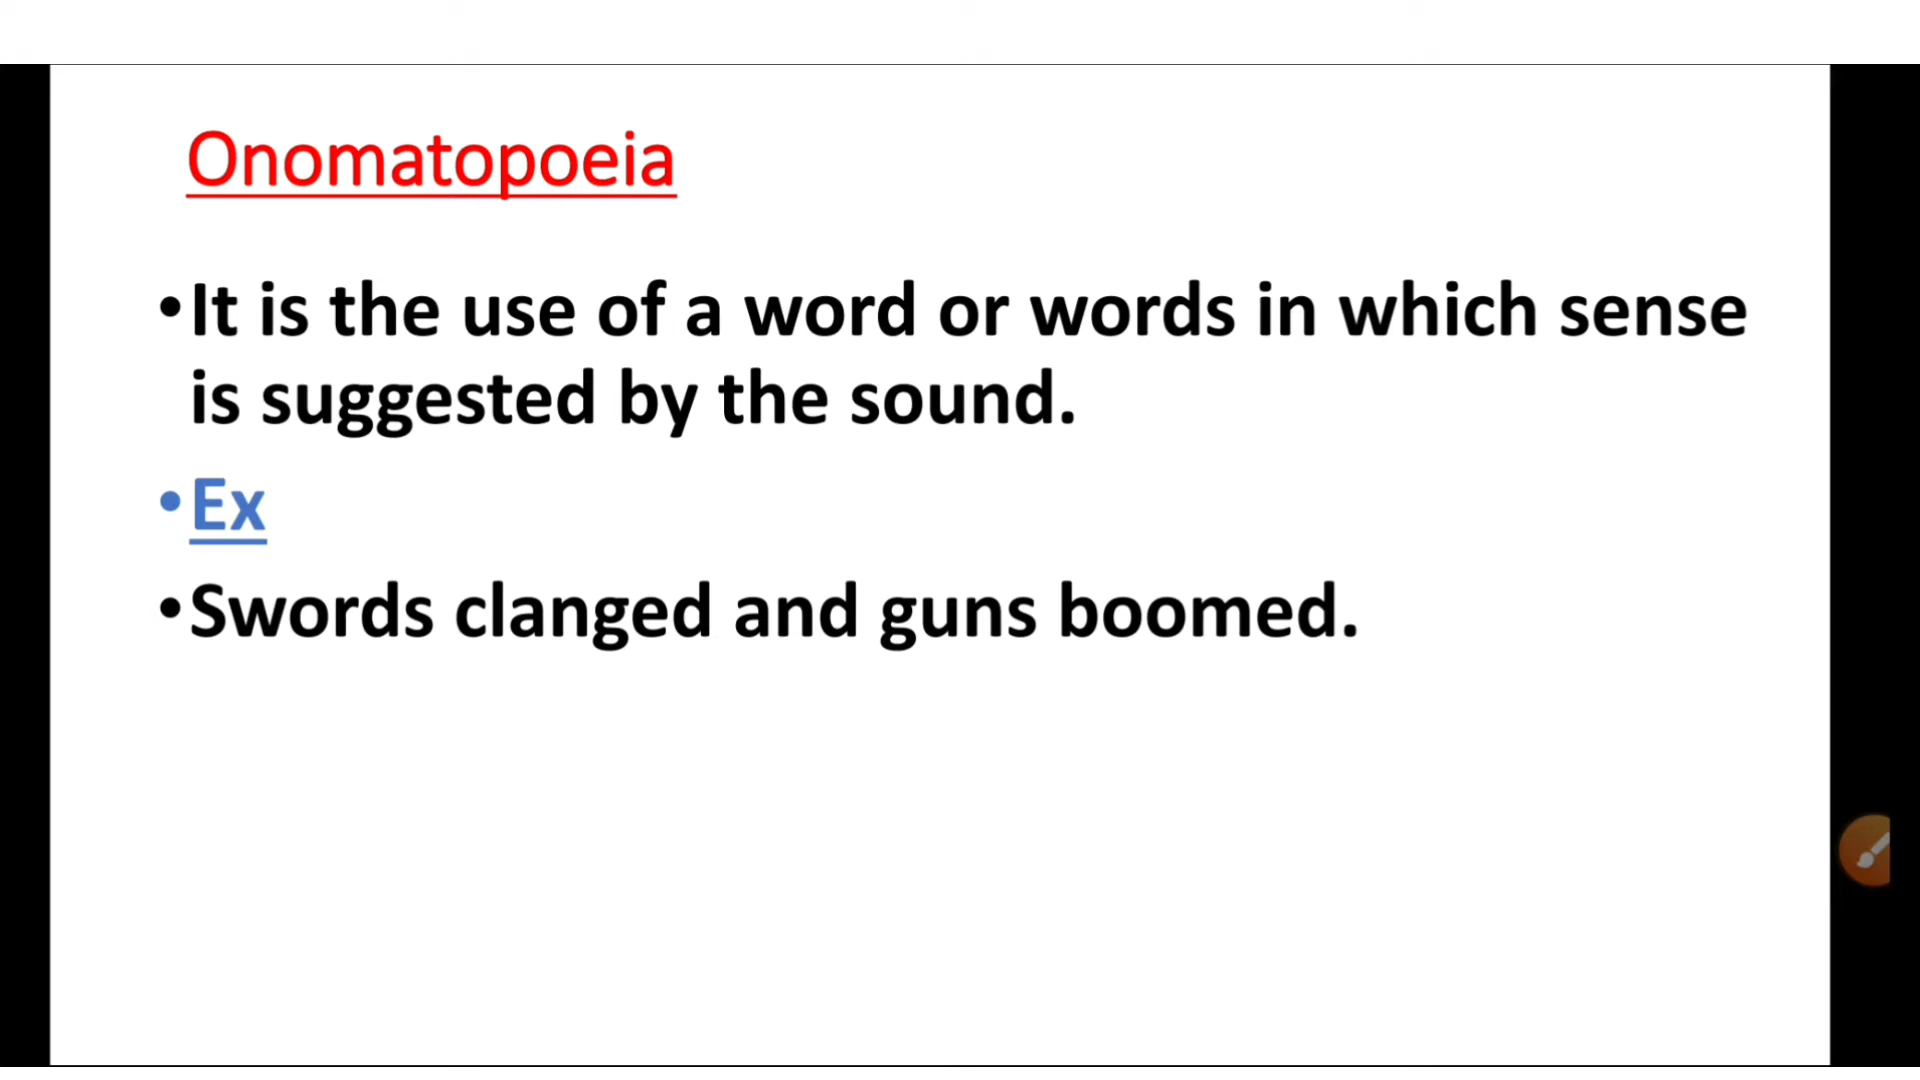 Onomatopoeia
•It is the use of a word or words in which sense
is suggested by the sound.
•Ex
•Swords clanged and guns boomed.